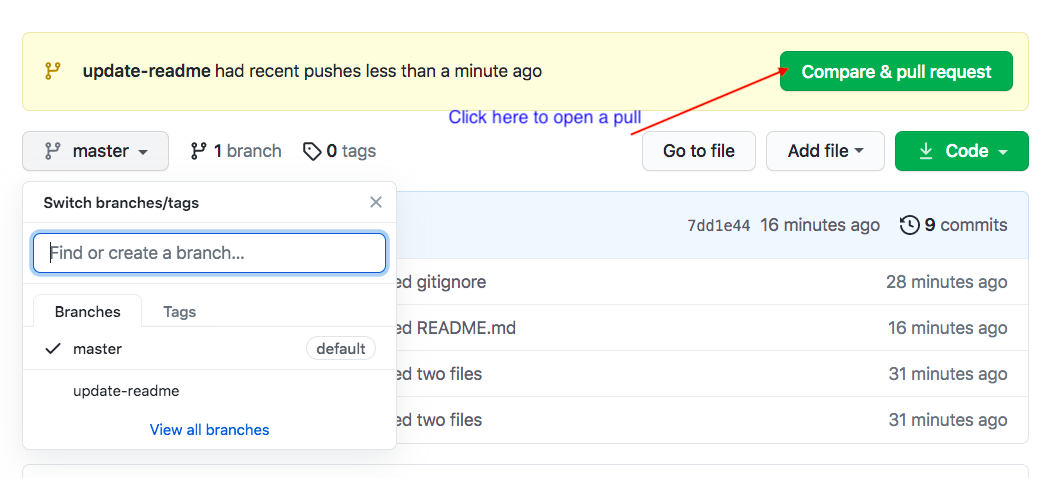 update-readme had recent pushes less than a minute ago
Compare & pull request
Click here to open a pull
master
1 branch
0 tags
Go to file
Add file
Code
Switch branches/tags
7dd1e44 16 minutes ago
9 commits
Find or create a branch...
ed gitignore
28 minutes ago
Branches
Tags
ed README.md
16 minutes ago
master
default
ed two files
31 minutes ago
update-readme
ed two files
31 minutes ago
View all branches